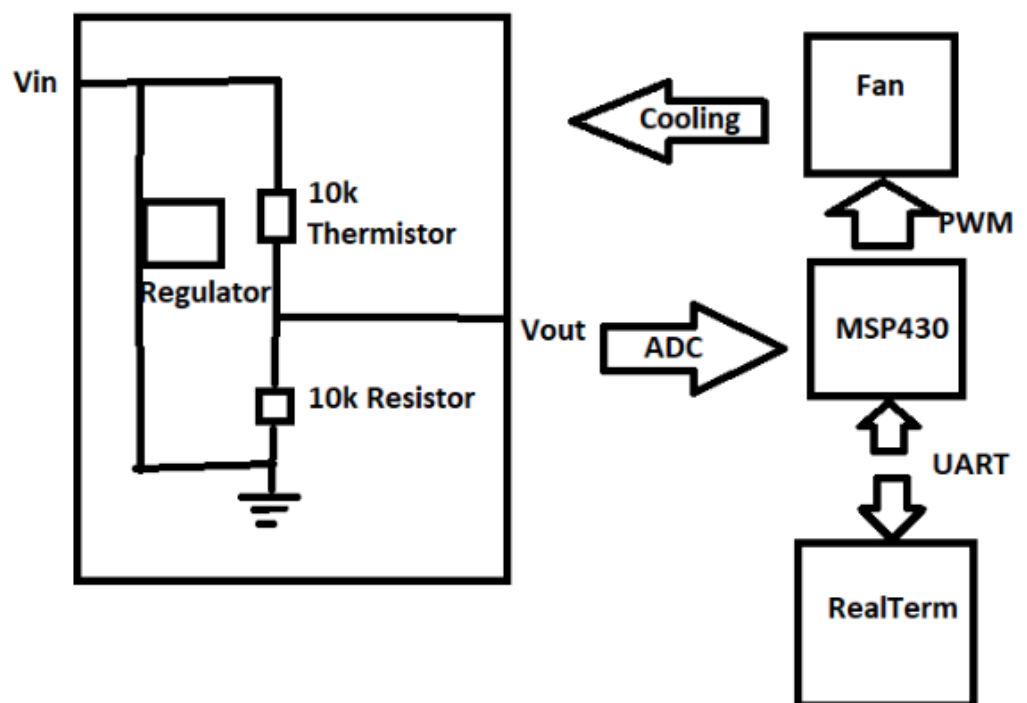 Vin
10k
Thermistor
Regulator
Vout
10k Resistor
Cooling
Fan
PWM
ADC
MSP430
UART
RealTerm